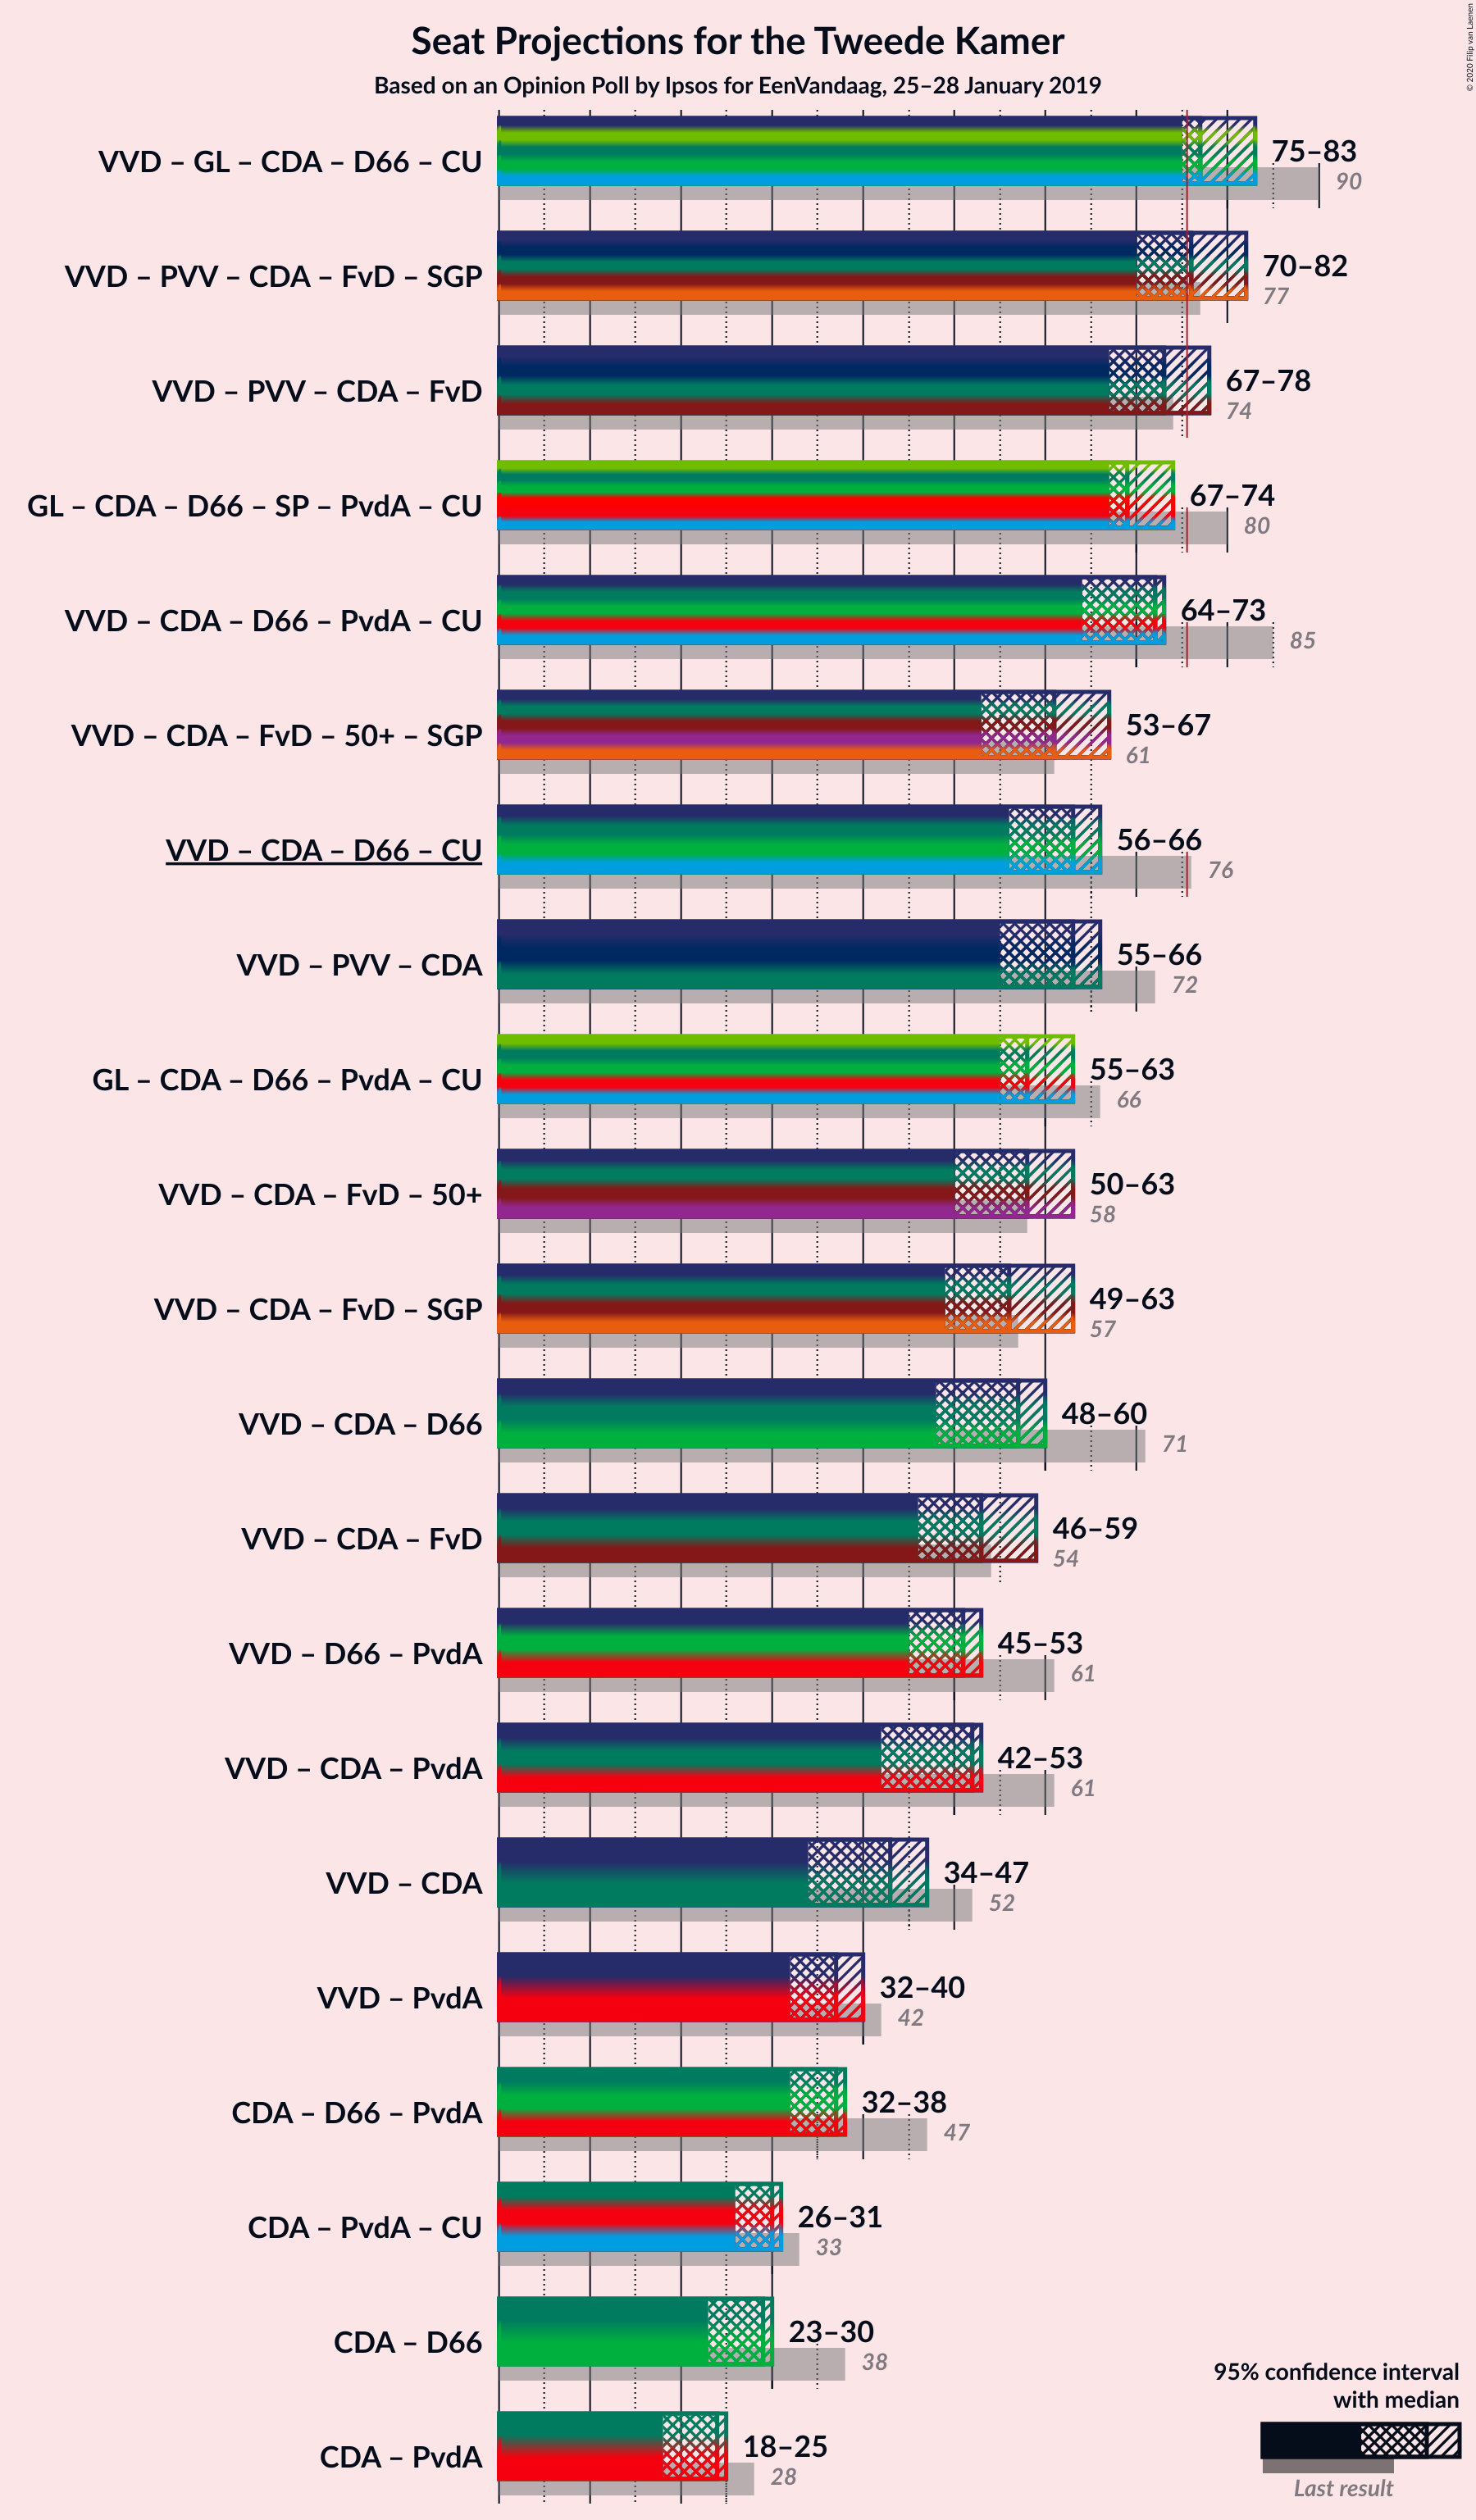 Seat Projections for the Tweede Kamer
Based on an Opinion Poll by Ipsos for EenVandaag, 25–28 January 2019
© 2020 Filip van Laenen
VVD – GL – CDA – D66 – CU
75–83
90
VVD – PVV – CDA – FvD – SGP
70–82
77
VVD – PVV – CDA – FvD
67–78
74
GL – CDA – D66 – SP – PvdA – CU
67–74
80
VVD – CDA – D66 – PvdA – CU
64–73
85
VVD – CDA – FvD – 50+ – SGP
53–67
61
VVD – CDA – D66 – CU
56–66
76
VVD – PVV – CDA
55–66
72
GL – CDA – D66 – PvdA – CU
55–63
66
VVD – CDA – FvD – 50+
50–63
58
VVD – CDA – FvD – SGP
49–63
57
VVD – CDA – D66
48–60
71
VVD – CDA – FvD
46–59
54
VVD – D66 – PvdA
45–53
61
VVD – CDA – PvdA
42–53
61
VVD – CDA
34–47
52
VVD – PvdA
32–40
42
CDA – D66 – PvdA
32–38
47
CDA – PvdA – CU
26–31
33
CDA – D66
23–30
38
CDA – PvdA
18–25
28
95% confidence interval
with median
Last result